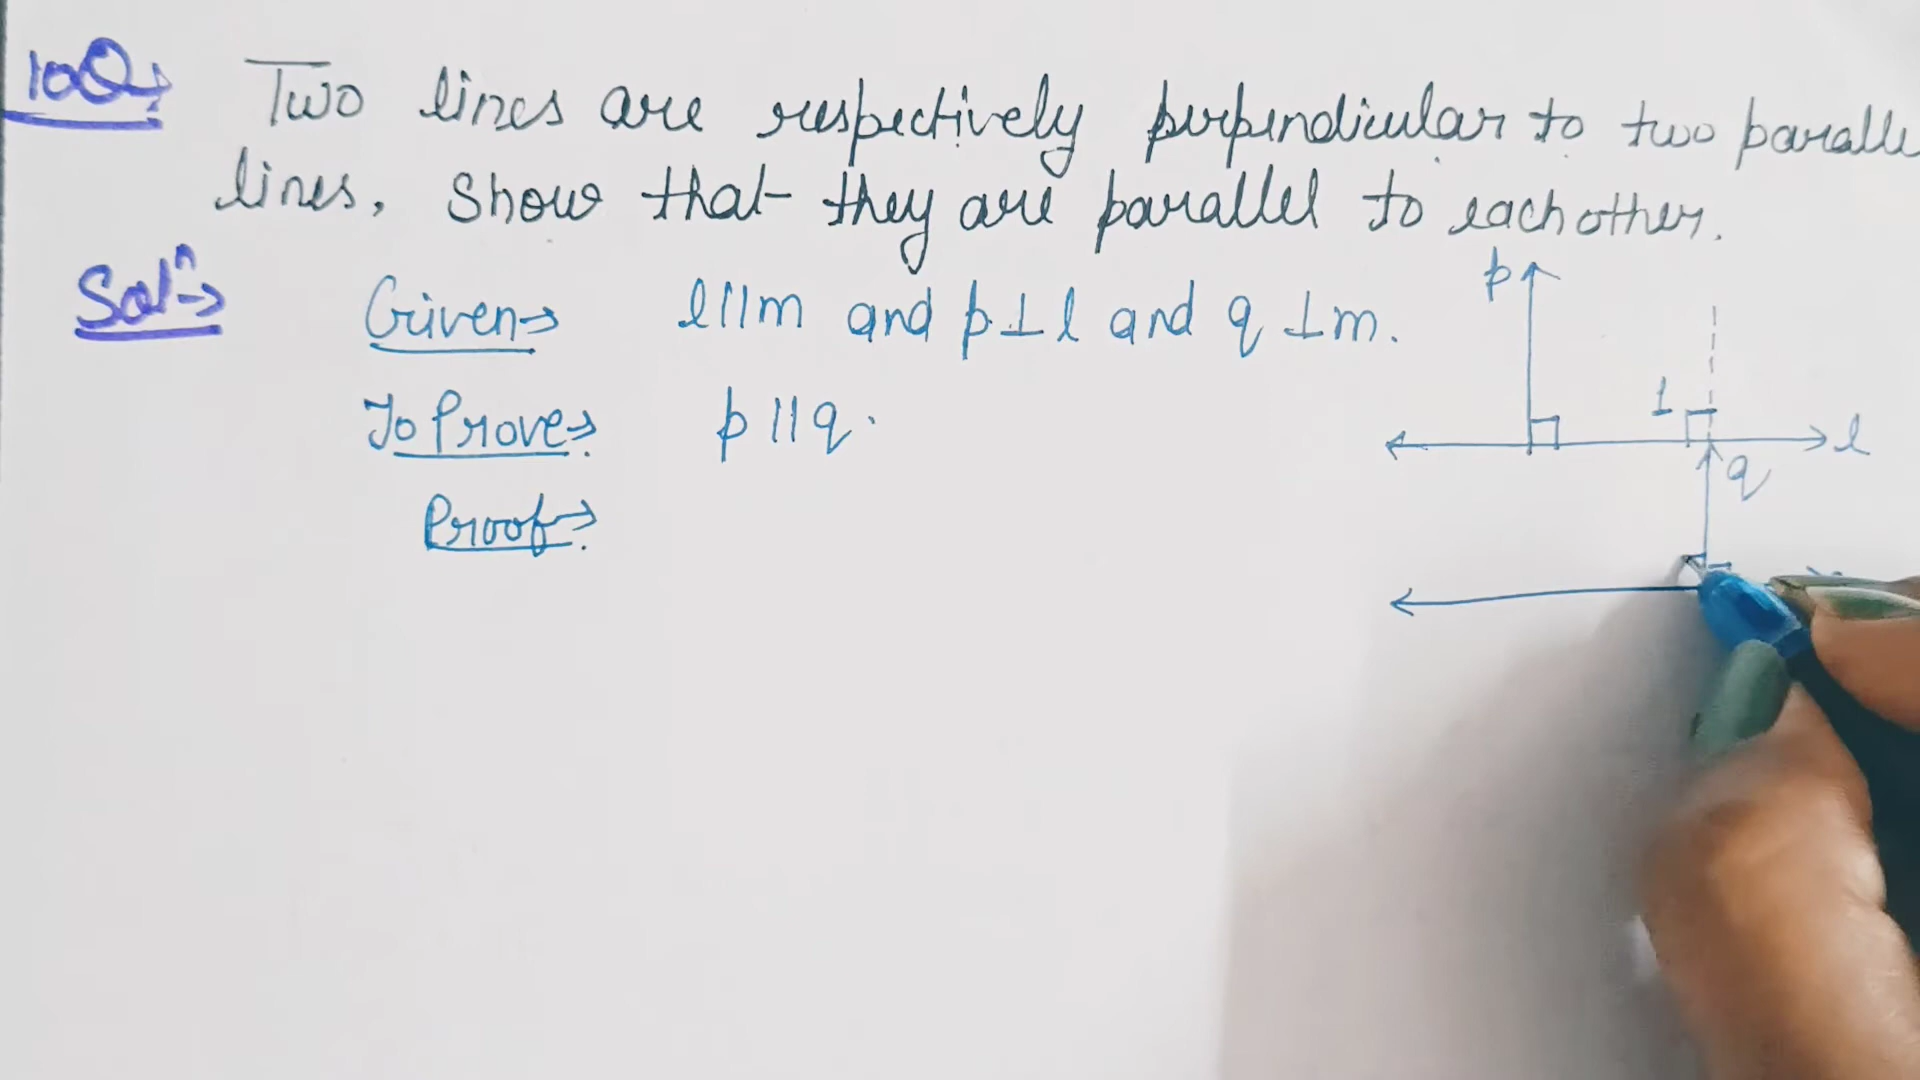 10Q→ Two lines are respectively perpendicular to two paralle
lines. Show that they are parallel to each other.
Solⁿ→ Given→ l||m and p⊥l and q⊥m.
To Prove→ p||q.
Proof→
p
1
l
q